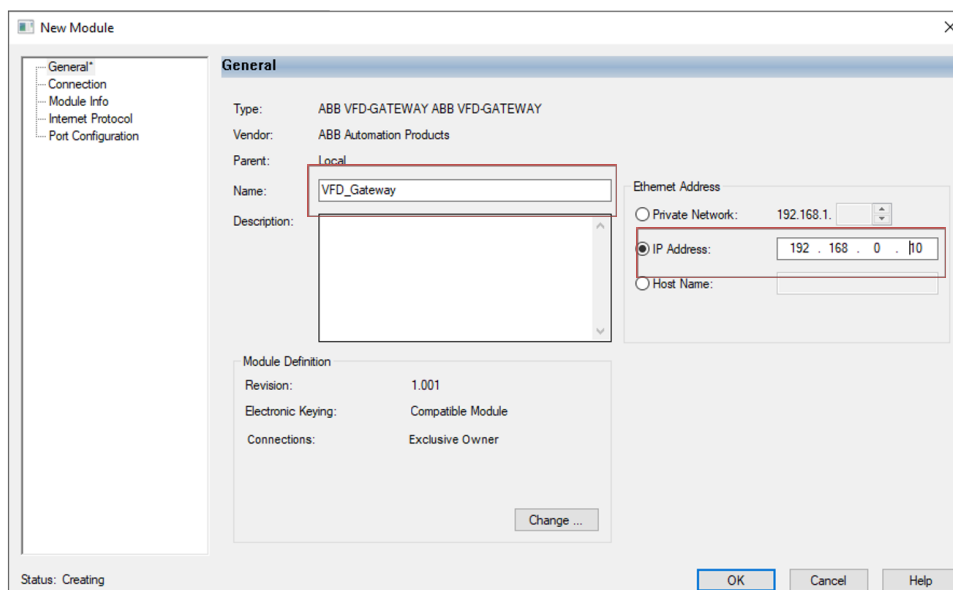 New Module
General*
Connection
Module Info
Internet Protocol
Port Configuration
General
Type: ABB VFD-GATEWAY ABB VFD-GATEWAY
Vendor: ABB Automation Products
Parent: Local
Name: VFD_Gateway
Description:
Ethernet Address
Private Network: 192.168.1.
IP Address: 192 . 168 . 0 . 10
Host Name:
Module Definition
Revision: 1.001
Electronic Keying: Compatible Module
Connections: Exclusive Owner
Change ...
Status: Creating
OK Cancel Help